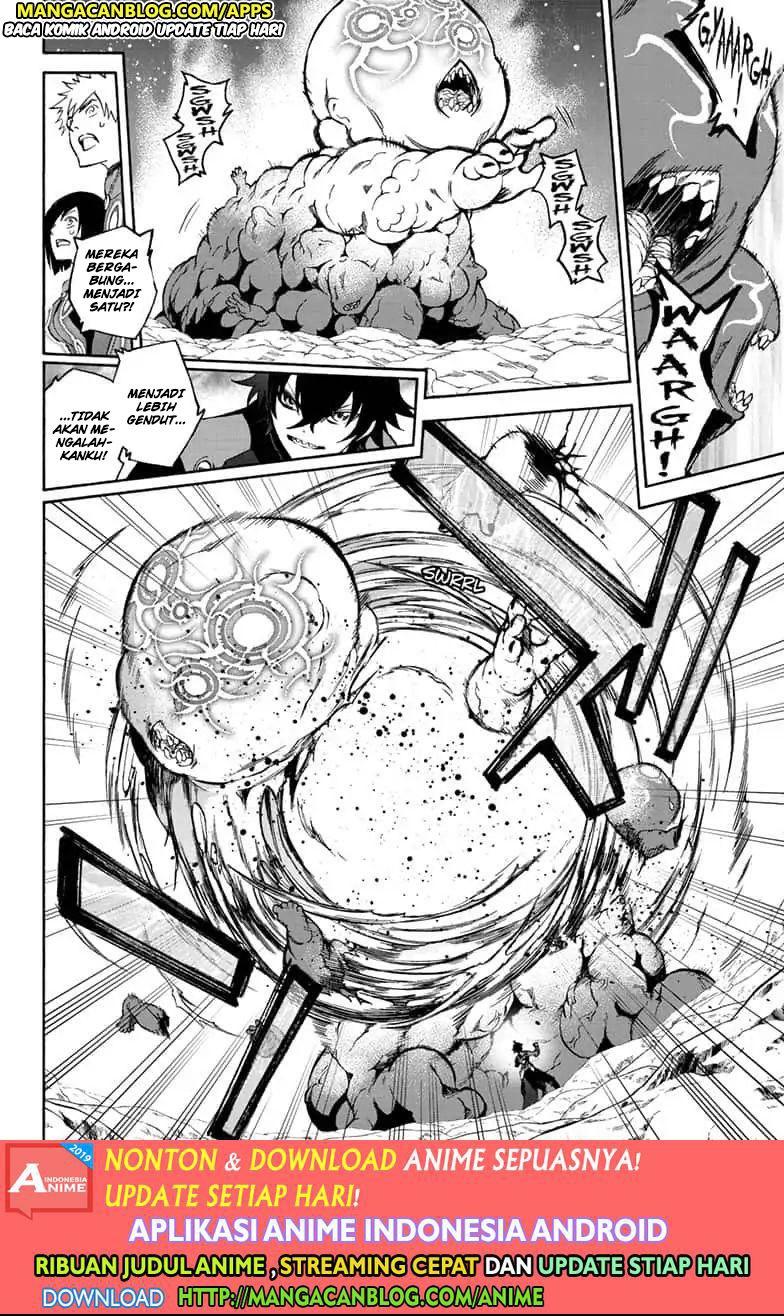 MANGACANBLOG.COM/APPS
BACA KOMIK ANDROID UPDATE TIAP HARI
GYAAARGH!
WAARGH!
SGWSH
SGWSH
SGWSH
SGWSH
MEREKA
BERGA-
BUNG...
MENJADI
SATU?!
MENJADI
LEBIH
GENDUT...
...TIDAK
AKAN ME-
NGALAH-
KANKU!
SWRRL
INDONESIA
ANIME
2019
NONTON & DOWNLOAD ANIME SEPUASNYA!
UPDATE SETIAP HARI!
APLIKASI ANIME INDONESIA ANDROID
RIBUAN JUDUL ANIME , STREAMING CEPAT DAN UPDATE STIAP HARI
DOWNLOAD HTTP://MANGACANBLOG.COM/ANIME